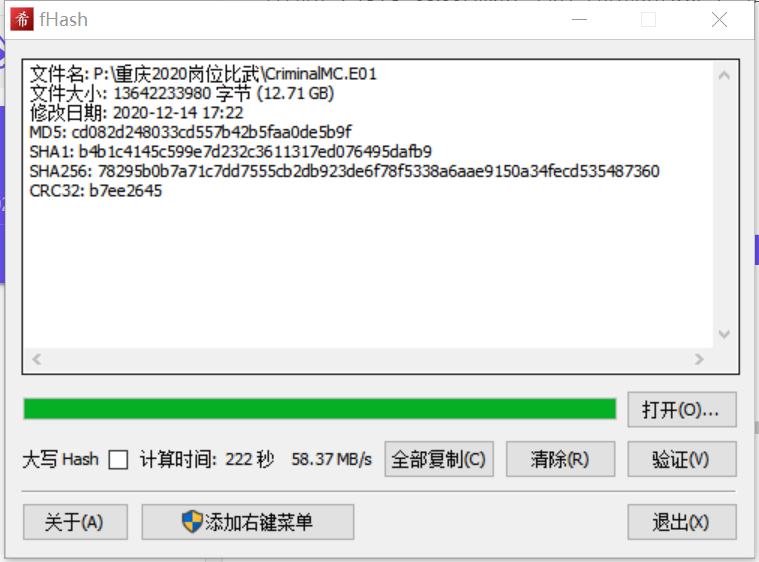 希 fHash
文件名: P:\重庆2020岗位比武\CriminalMC.E01
文件大小: 13642233980 字节 (12.71 GB)
修改日期: 2020-12-14 17:22
MD5: cd082d248033cd557b42b5faa0de5b9f
SHA1: b4b1c4145c599e7d232c3611317ed076495dafb9
SHA256: 78295b0b7a71c7dd7555cb2db923de6f78f5338a6aae9150a34fecd535487360
CRC32: b7ee2645
打开(O)...
大写 Hash 计算时间: 222 秒 58.37 MB/s 全部复制(C) 清除(R) 验证(V)
关于(A) 添加右键菜单 退出(X)